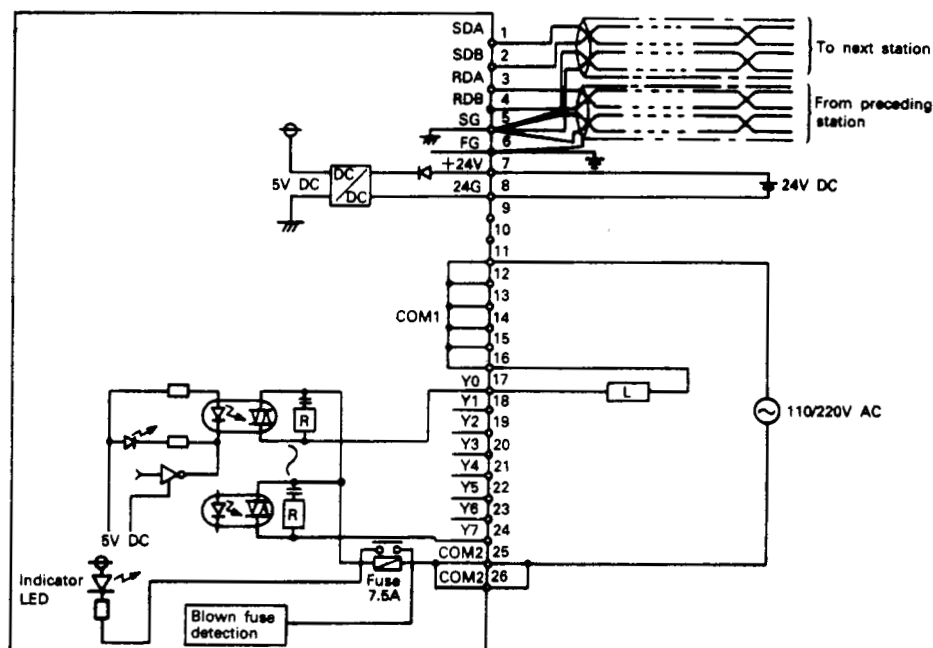 SDA 1
SDB 2
To next station
RDA 3
RDB 4
From preceding
station
SG 5
FG 6
+24V 7
5V DC
DC
DC
24G 8
24V DC
9
10
11
12
13
COM1 14
15
16
Y0 17
L
Y1 18
R
110/220V AC
Y2 19
Y3 20
Y4 21
Y5 22
Y6 23
R
Y7 24
5V DC
COM2 25
Indicator
LED
Fuse
7.5A
COM2 26
Blown fuse
detection